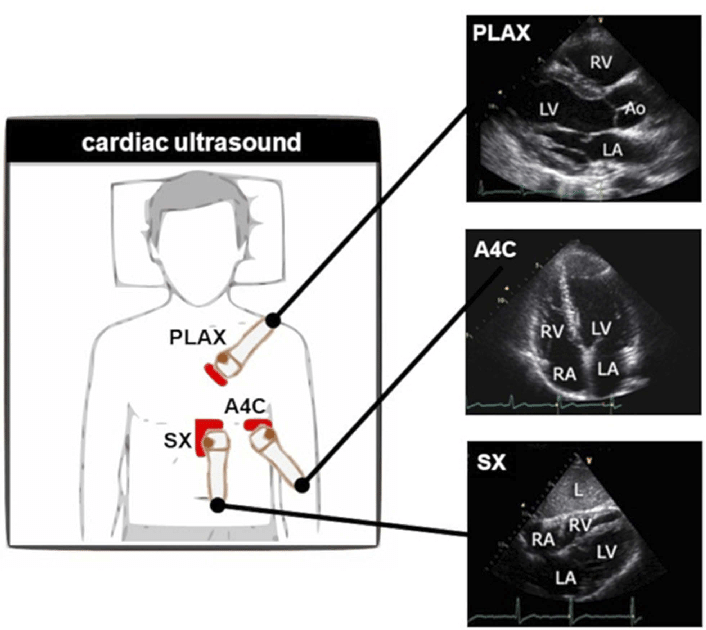 cardiac ultrasound
PLAX
A4C
SX
PLAX
RV
LV
Ao
LA
A4C
RV
LV
RA
LA
SX
L
RV
RA
LV
LA